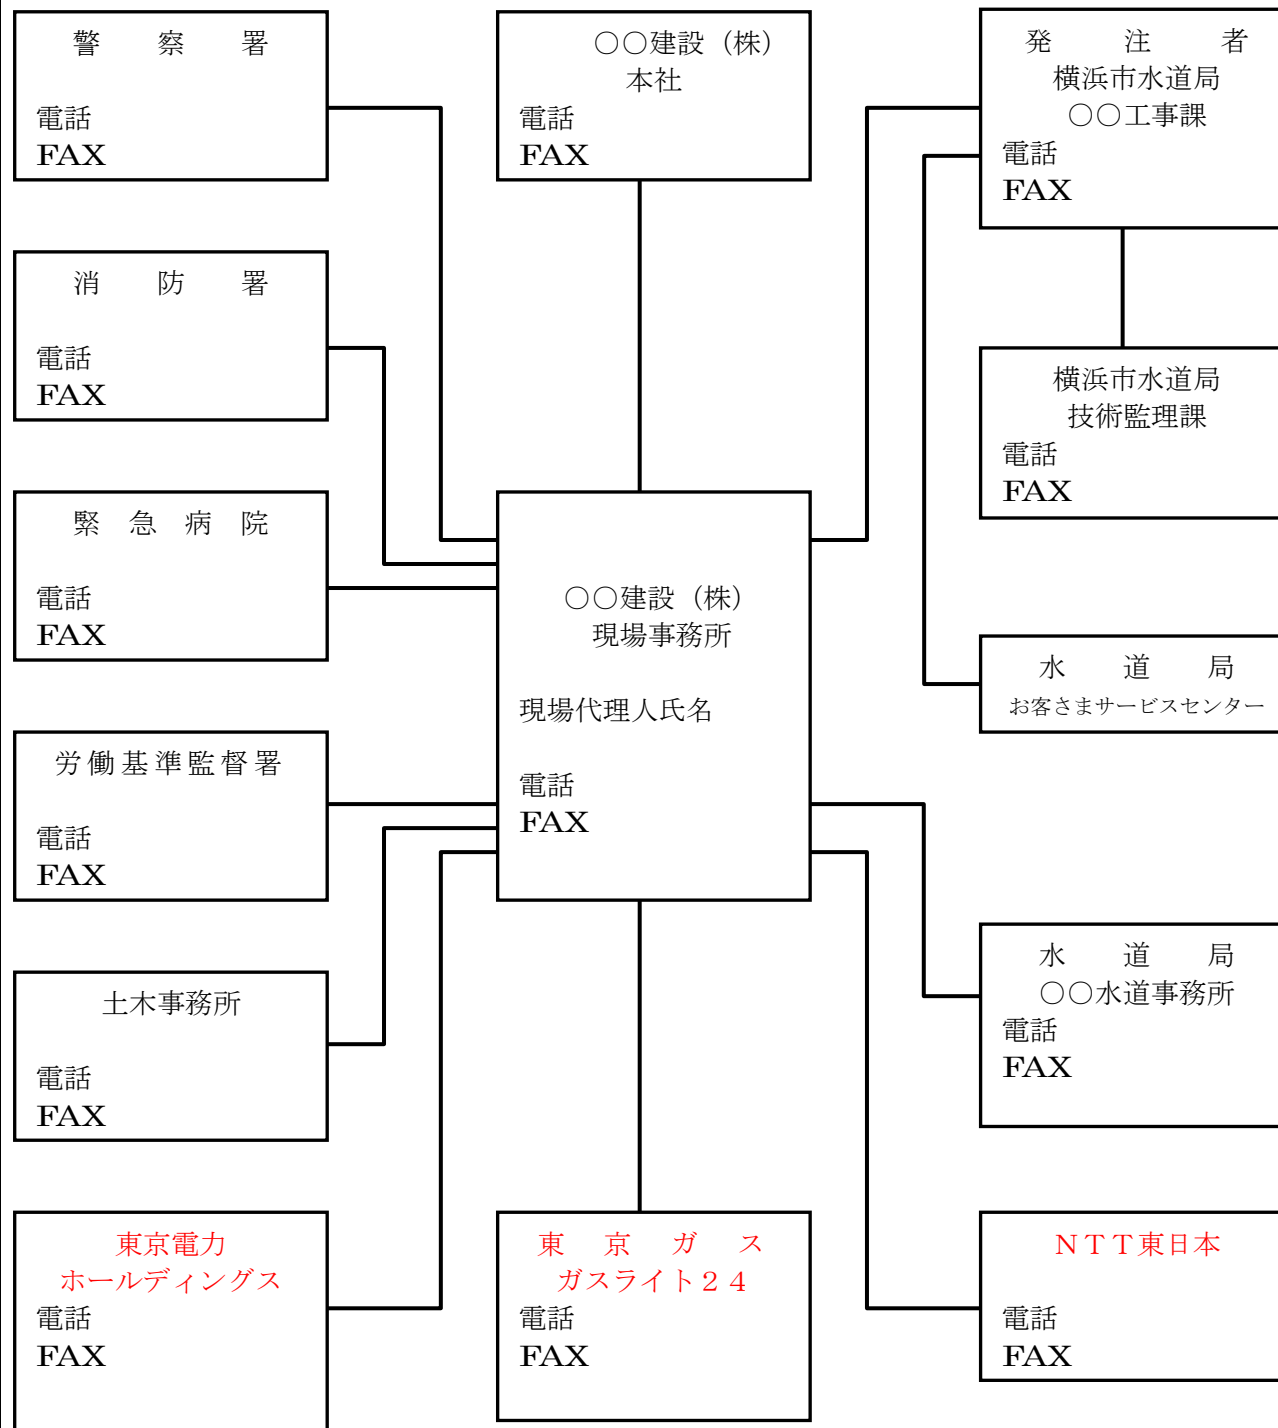 警　察　署
電話
FAX
〇〇建設（株）
本社
電話
FAX
発　注　者
横浜市水道局
〇〇工事課
電話
FAX
消　防　署
電話
FAX
横浜市水道局
技術監理課
電話
FAX
緊　急　病　院
電話
FAX
〇〇建設（株）
現場事務所
現場代理人氏名
電話
FAX
水　道　局
お客さまサービスセンター
労働基準監督署
電話
FAX
水　道　局
〇〇水道事務所
電話
FAX
土木事務所
電話
FAX
東京電力
ホールディングス
電話
FAX
東　京　ガ　ス
ガスライト２４
電話
FAX
ＮＴＴ東日本
電話
FAX